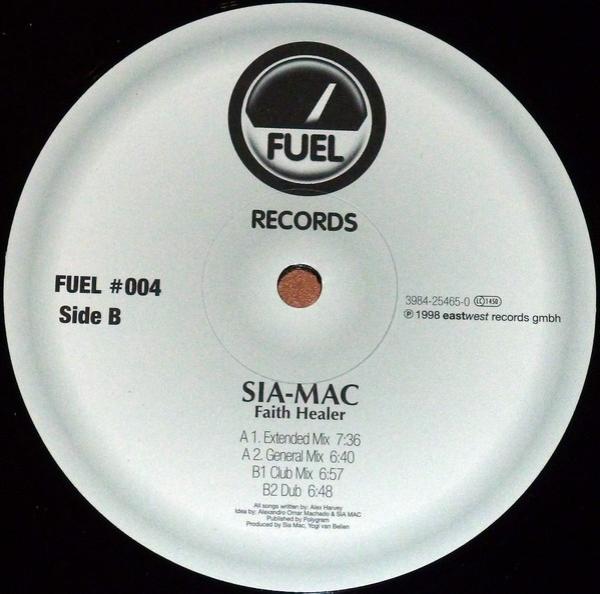 FUEL
RECORDS
FUEL #004
Side B
3984-25465-0 LC 1450
℗ 1998 eastwest records gmbh
SIA-MAC
Faith Healer
A 1. Extended Mix 7:36
A 2. General Mix 6:40
B1 Club Mix 6:57
B2 Dub 6:48
All songs written by: Alex Harvey
Idea by: Alexandro Omar Machado & SIA MAC
Published by Polygram
Produced by Sia Mac, Yogi van Beilen